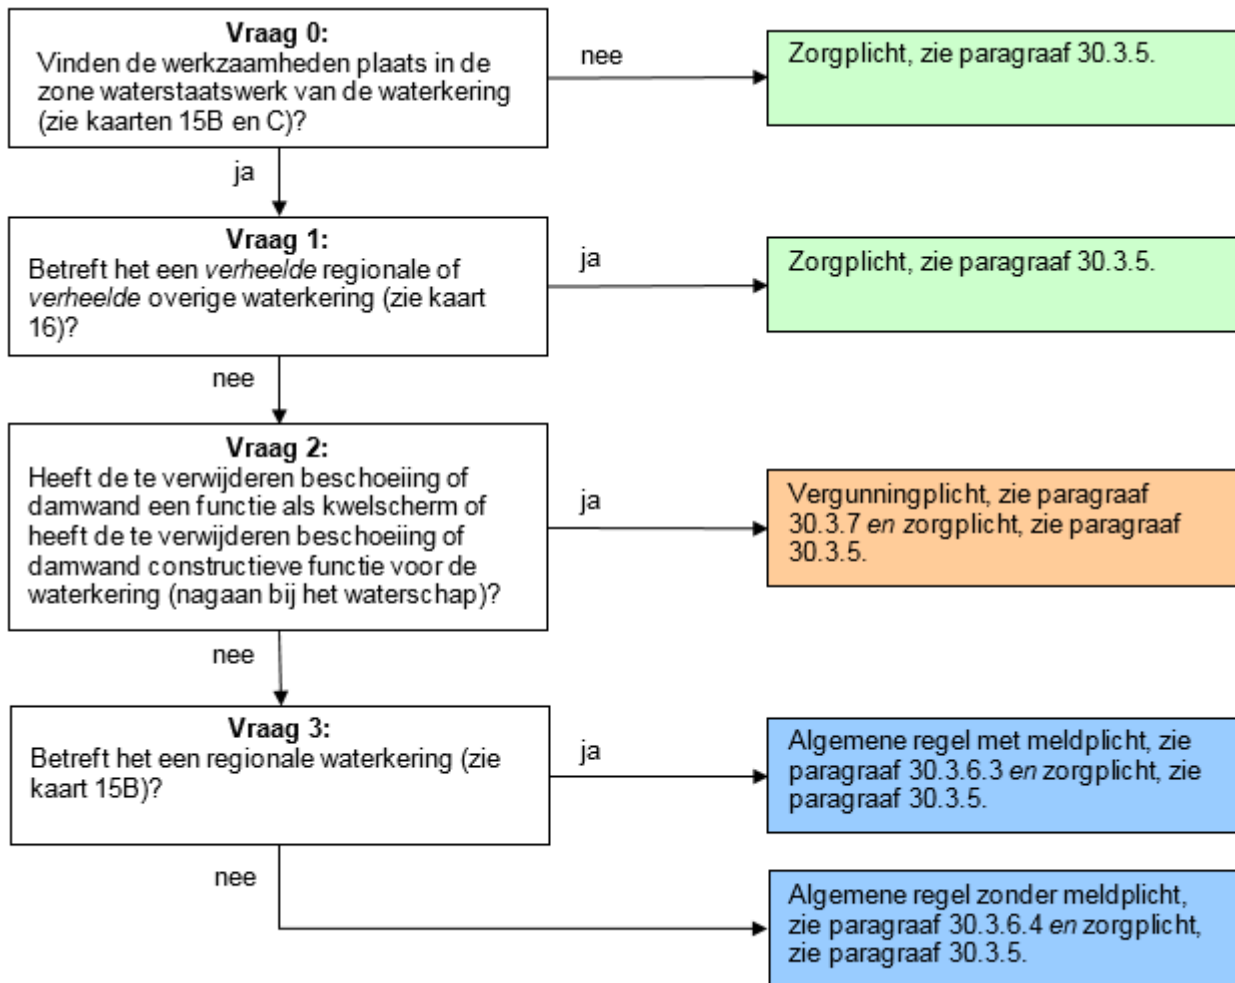 Vraag 0:
Vinden de werkzaamheden plaats in de
zone waterstaatswerk van de waterkering
(zie kaarten 15B en C)?
nee
Zorgplicht, zie paragraaf 30.3.5.
ja
Vraag 1:
Betreft het een verheelde regionale of
verheelde overige waterkering (zie kaart
16)?
ja
Zorgplicht, zie paragraaf 30.3.5.
nee
Vraag 2:
Heeft de te verwijderen beschoeiing of
damwand een functie als kwelscherm of
heeft de te verwijderen beschoeiing of
damwand constructieve functie voor de
waterkering (nagaan bij het waterschap)?
ja
Vergunningplicht, zie paragraaf
30.3.7 en zorgplicht, zie paragraaf
30.3.5.
nee
Vraag 3:
Betreft het een regionale waterkering (zie
kaart 15B)?
ja
Algemene regel met meldplicht, zie
paragraaf 30.3.6.3 en zorgplicht, zie
paragraaf 30.3.5.
nee
Algemene regel zonder meldplicht,
zie paragraaf 30.3.6.4 en zorgplicht,
zie paragraaf 30.3.5.